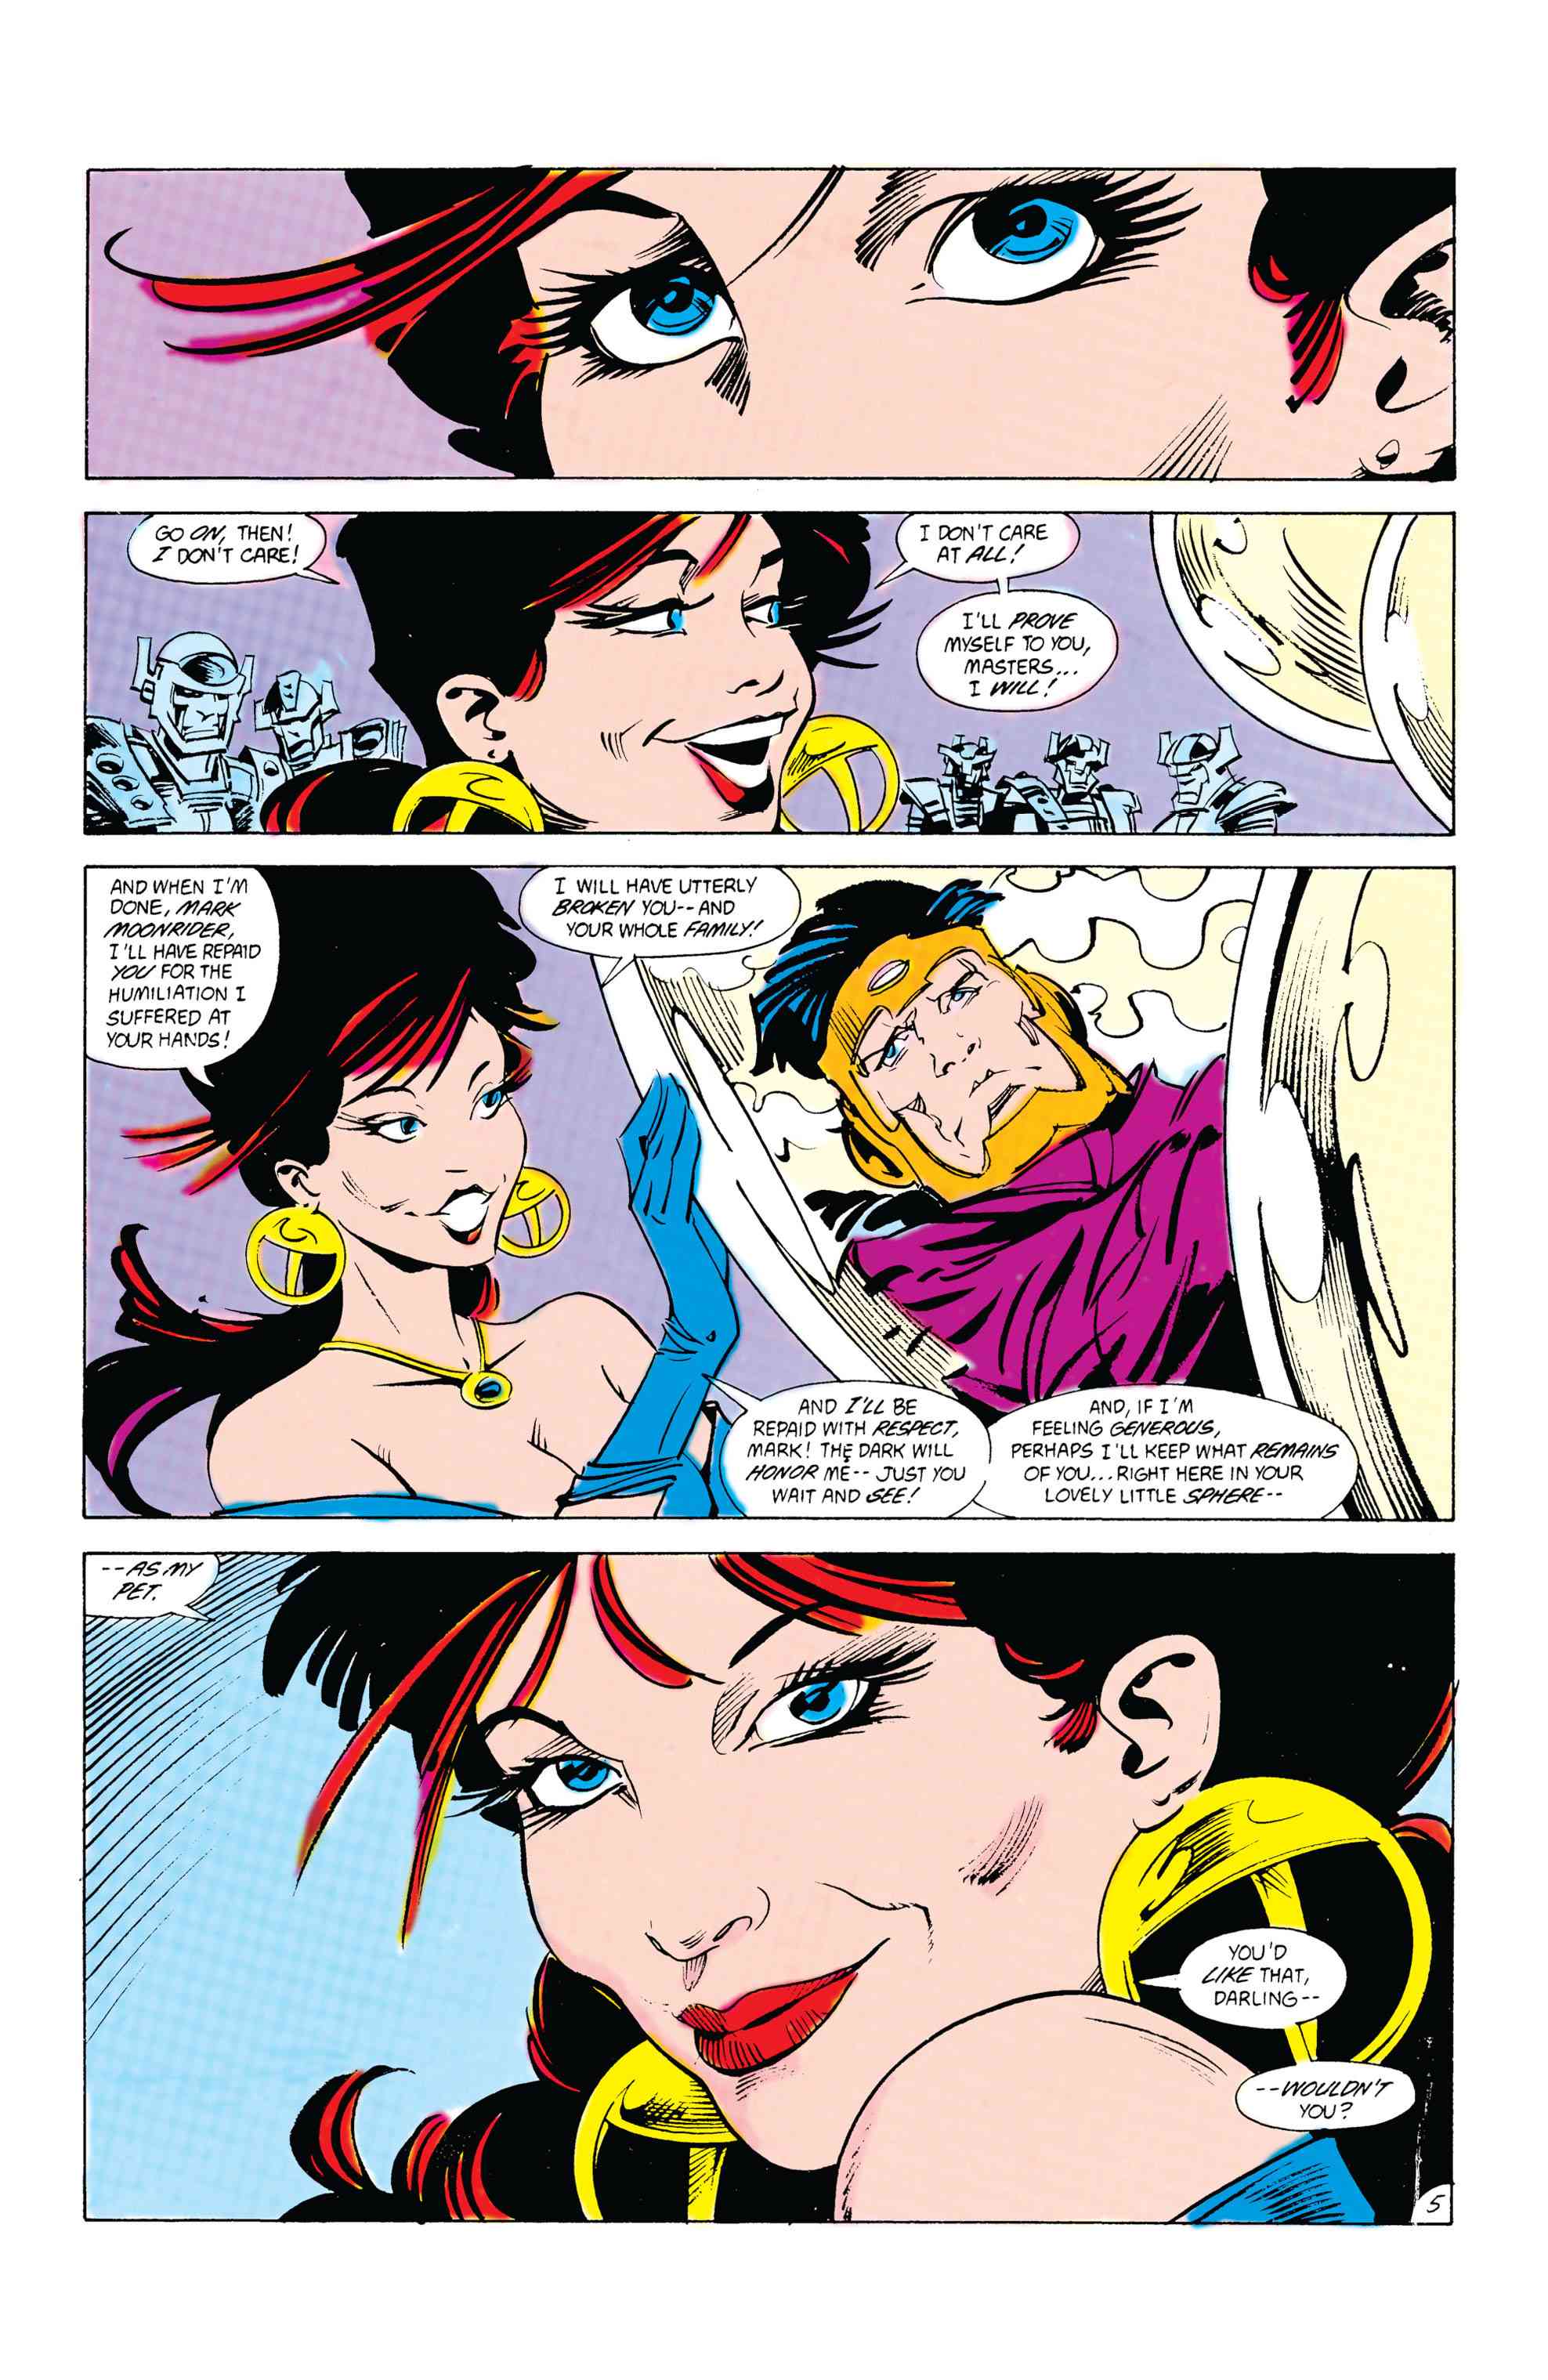 GO ON, THEN!
I DON'T CARE!
I DON'T CARE
AT ALL!
I'LL PROVE
MYSELF TO YOU,
MASTERS...
I WILL!
AND WHEN I'M
DONE, MARK
MOONRIDER,
I'LL HAVE REPAID
YOU FOR THE
HUMILIATION I
SUFFERED AT
YOUR HANDS!
I WILL HAVE UTTERLY
BROKEN YOU--AND
YOUR WHOLE FAMILY!
AND I'LL BE
REPAID WITH RESPECT,
MARK! THE DARK WILL
HONOR ME--JUST YOU
WAIT AND SEE!
AND, IF I'M
FEELING GENEROUS,
PERHAPS I'LL KEEP WHAT REMAINS
OF YOU...RIGHT HERE IN YOUR
LOVELY LITTLE SPHERE--
--AS MY
PET.
YOU'D
LIKE THAT,
DARLING--
--WOULDN'T
YOU?
5